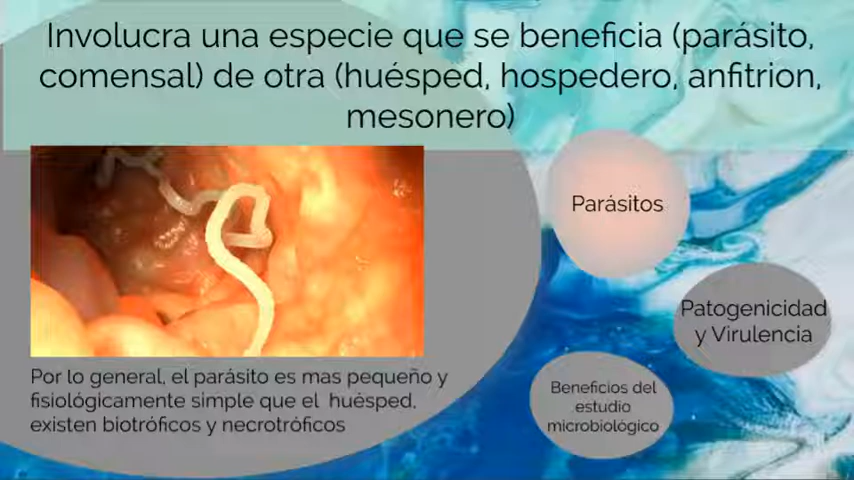 Involucra una especie que se beneficia (parásito,
comensal) de otra (huésped, hospedero, anfitrion,
mesonero)
Parásitos
Patogenicidad
y Virulencia
Por lo general, el parásito es mas pequeño y
fisiológicamente simple que el huésped,
existen biotróficos y necrotróficos
Beneficios del
estudio
microbiológico